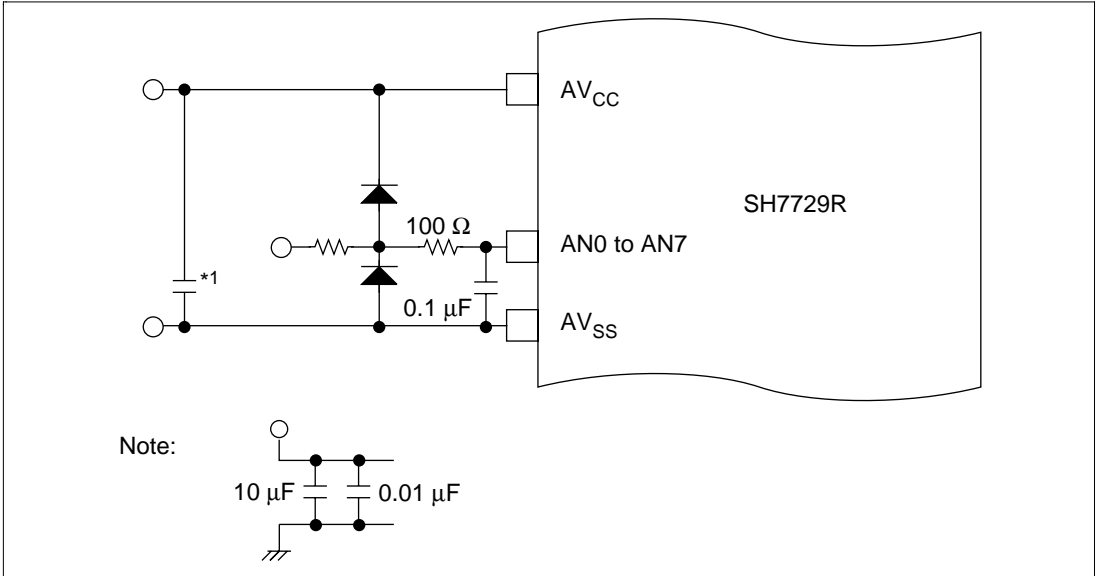 AVCC
SH7729R
100 Ω
AN0 to AN7
*1
0.1 μF
AVSS
Note:
10 μF 0.01 μF